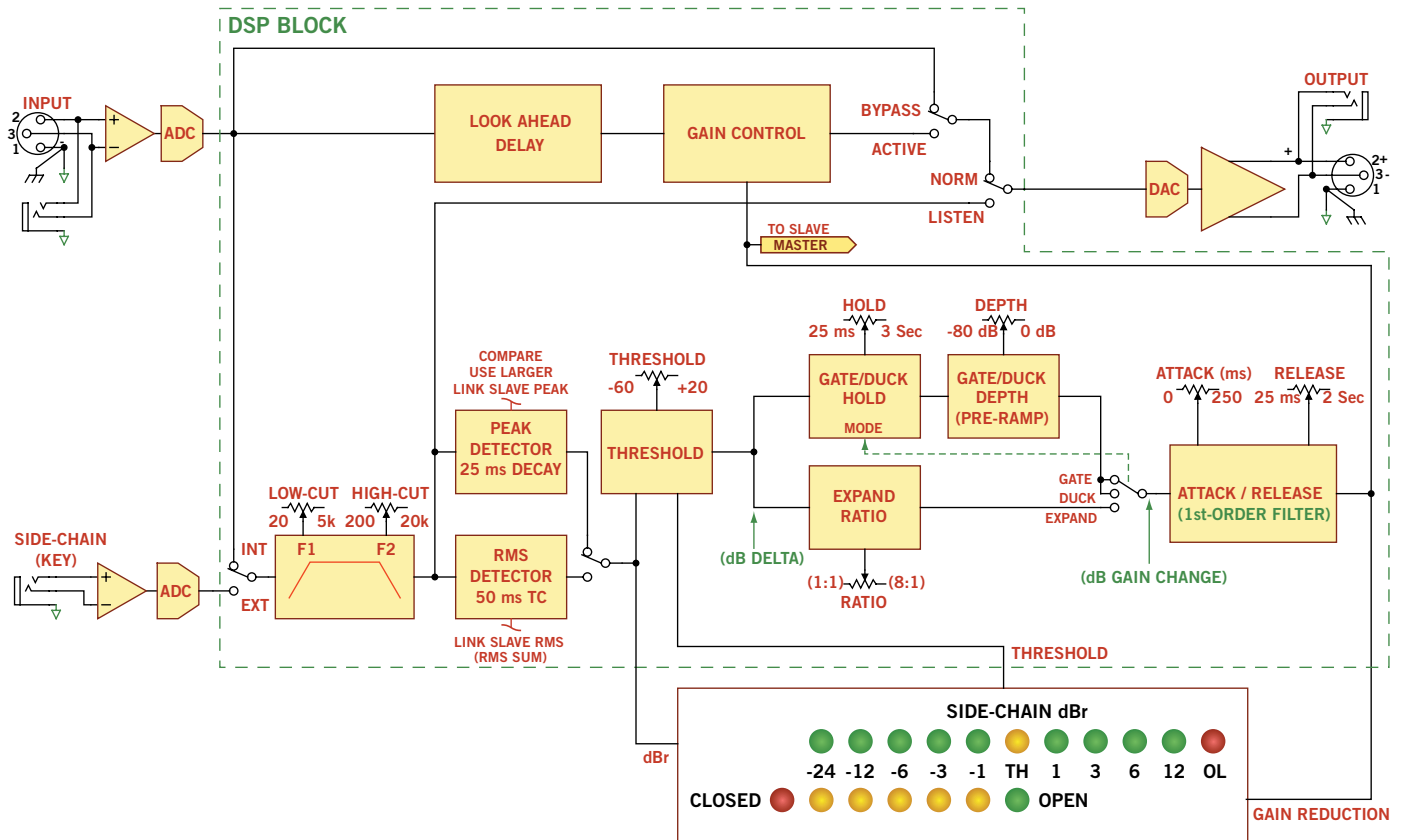 DSP BLOCK
INPUT
2
3
1
+
−
ADC
LOOK AHEAD
DELAY
GAIN CONTROL
BYPASS
ACTIVE
NORM
LISTEN
DAC
OUTPUT
+
2+
3-
1
-
TO SLAVE
MASTER
COMPARE
USE LARGER
LINK SLAVE PEAK
PEAK
DETECTOR
25 ms DECAY
THRESHOLD
-60 +20
THRESHOLD
HOLD
25 ms 3 Sec
GATE/DUCK
HOLD
MODE
DEPTH
-80 dB 0 dB
GATE/DUCK
DEPTH
(PRE-RAMP)
EXPAND
RATIO
(1:1) (8:1)
RATIO
(dB DELTA)
GATE
DUCK
EXPAND
(dB GAIN CHANGE)
ATTACK (ms)
0 250
RELEASE
25 ms 2 Sec
ATTACK / RELEASE
(1st-ORDER FILTER)
SIDE-CHAIN
(KEY)
+
−
ADC
INT
EXT
LOW-CUT
20 5k
HIGH-CUT
200 20k
F1 F2
RMS
DETECTOR
50 ms TC
LINK SLAVE RMS
(RMS SUM)
THRESHOLD
dBr
SIDE-CHAIN dBr
-24 -12 -6 -3 -1 TH 1 3 6 12 OL
CLOSED OPEN
GAIN REDUCTION